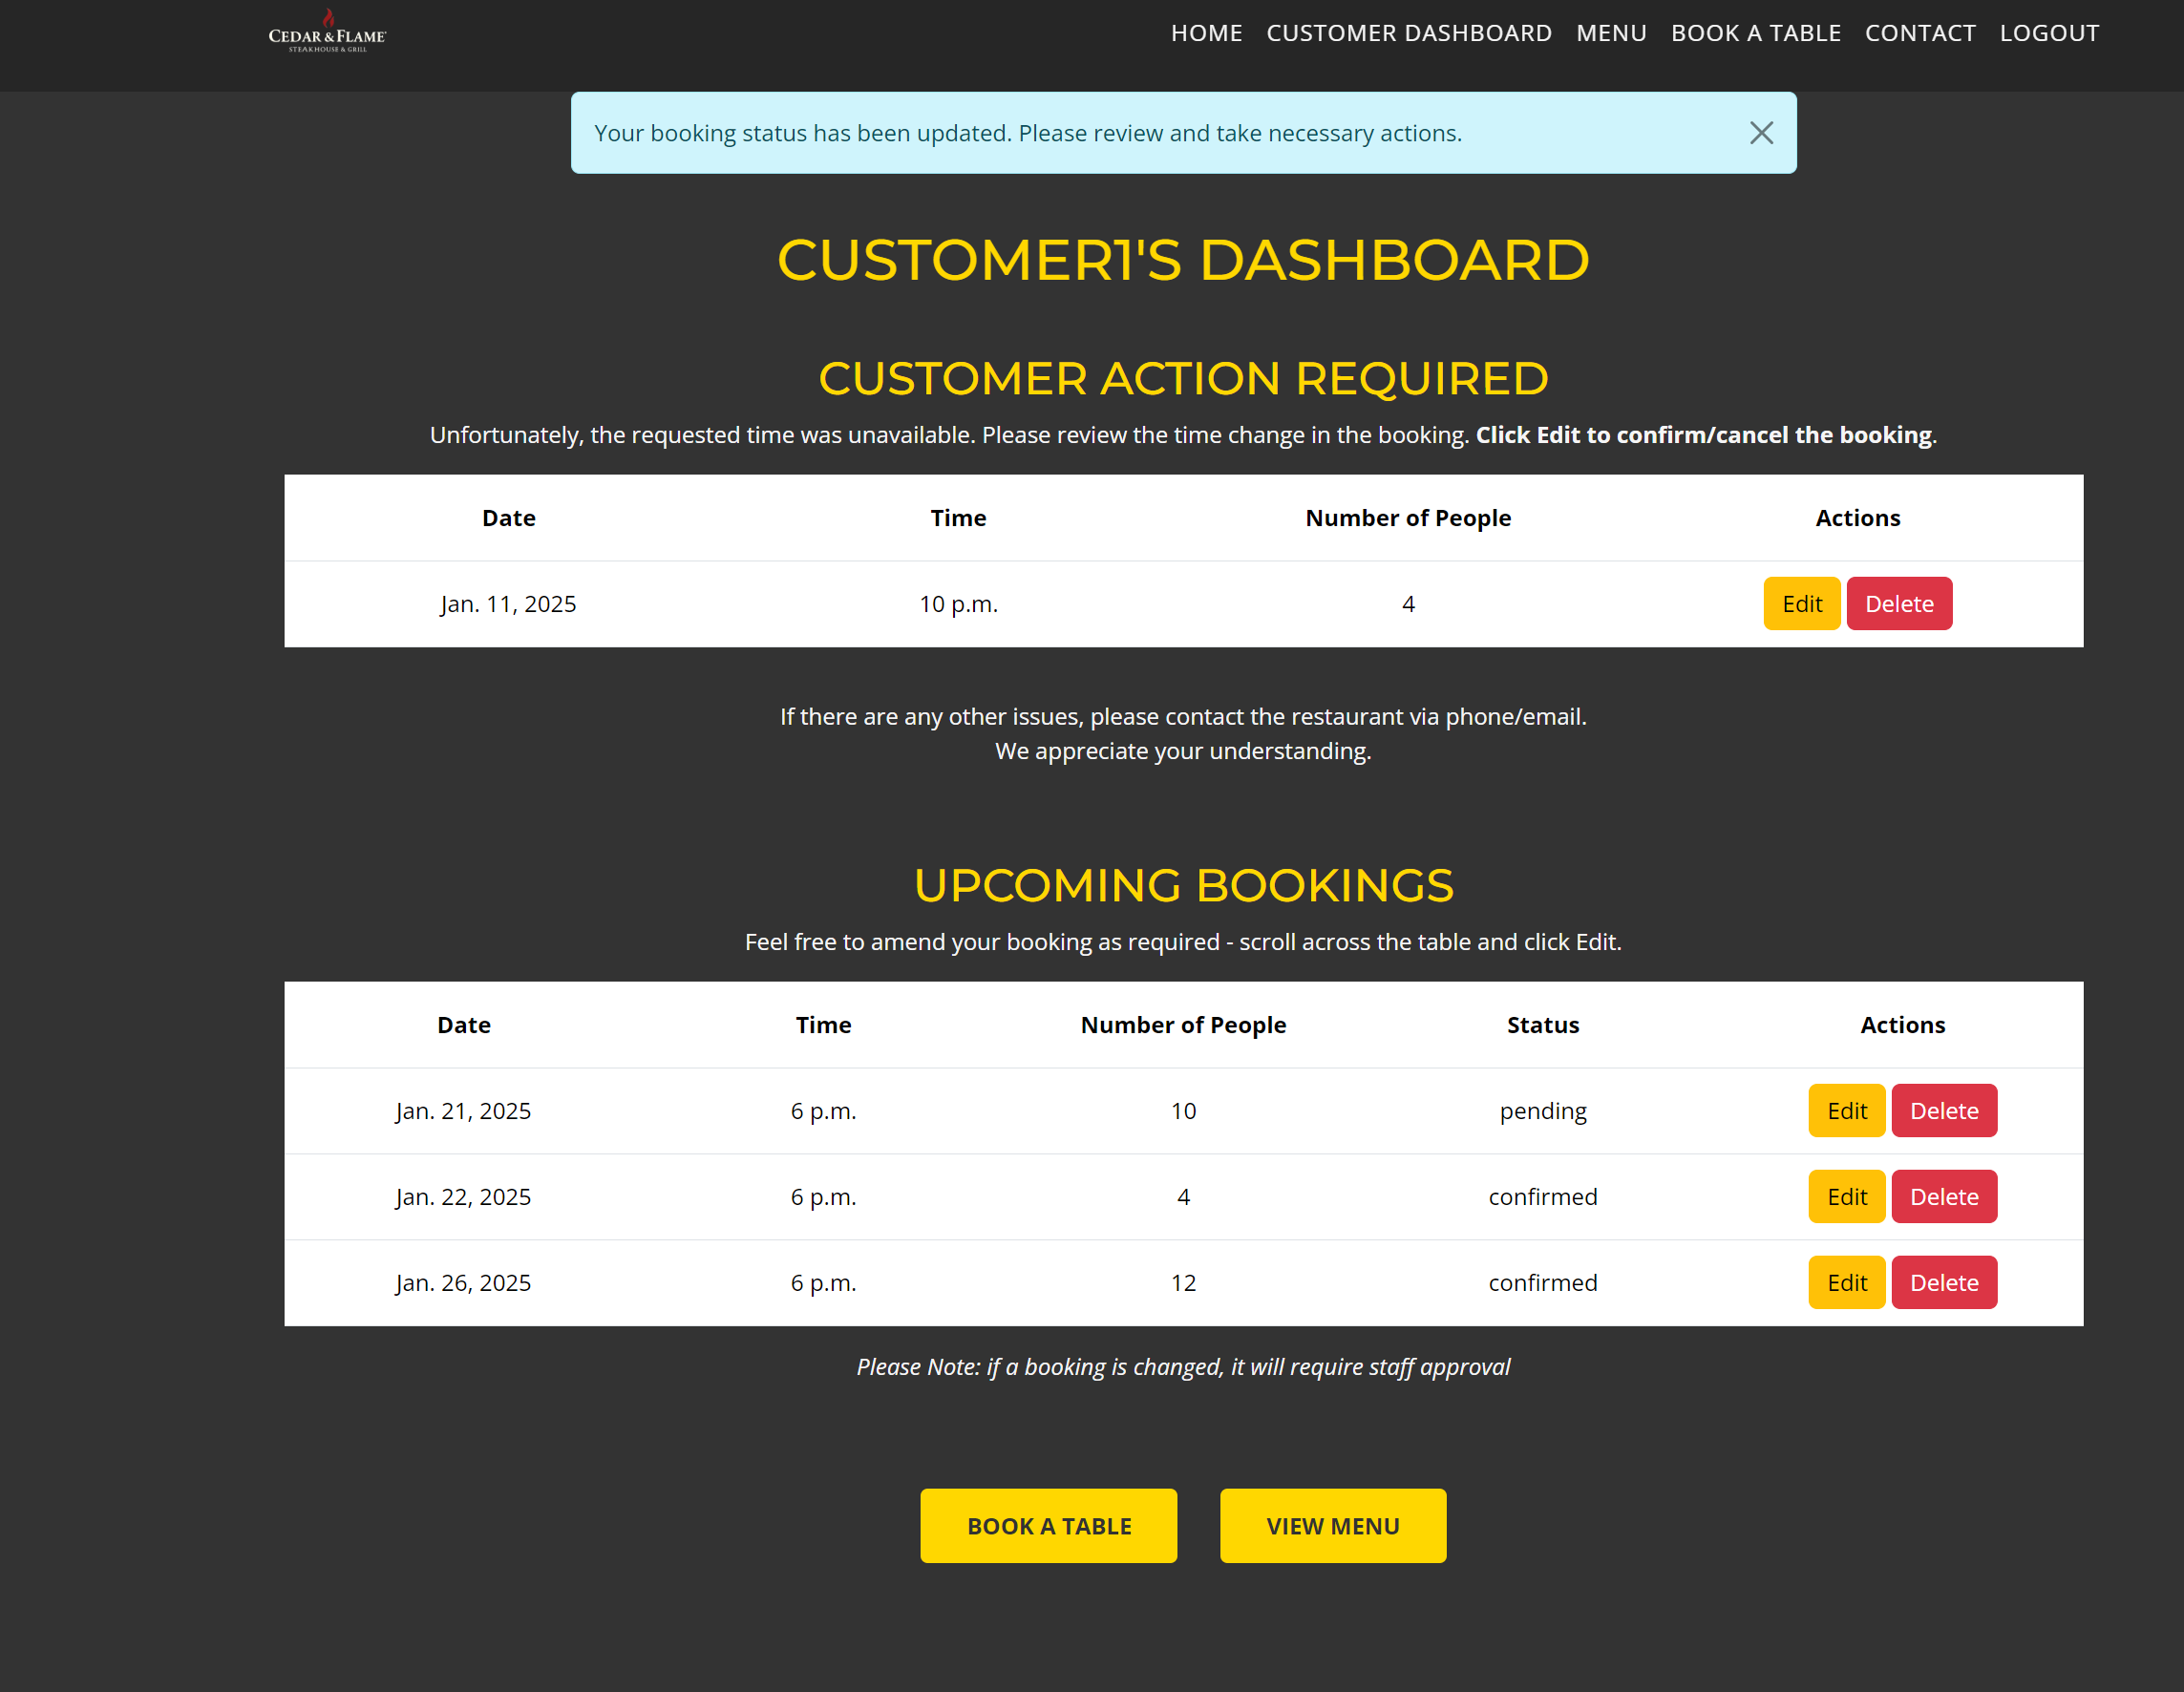 CEDAR & FLAME
STEAKHOUSE & GRILL
HOME CUSTOMER DASHBOARD MENU BOOK A TABLE CONTACT LOGOUT
Your booking status has been updated. Please review and take necessary actions.
CUSTOMER1'S DASHBOARD
CUSTOMER ACTION REQUIRED
Unfortunately, the requested time was unavailable. Please review the time change in the booking. Click Edit to confirm/cancel the booking.
Date Time Number of People Actions
Jan. 11, 2025 10 p.m. 4 Edit Delete
If there are any other issues, please contact the restaurant via phone/email.
We appreciate your understanding.
UPCOMING BOOKINGS
Feel free to amend your booking as required - scroll across the table and click Edit.
Date Time Number of People Status Actions
Jan. 21, 2025 6 p.m. 10 pending Edit Delete
Jan. 22, 2025 6 p.m. 4 confirmed Edit Delete
Jan. 26, 2025 6 p.m. 12 confirmed Edit Delete
Please Note: if a booking is changed, it will require staff approval
BOOK A TABLE VIEW MENU